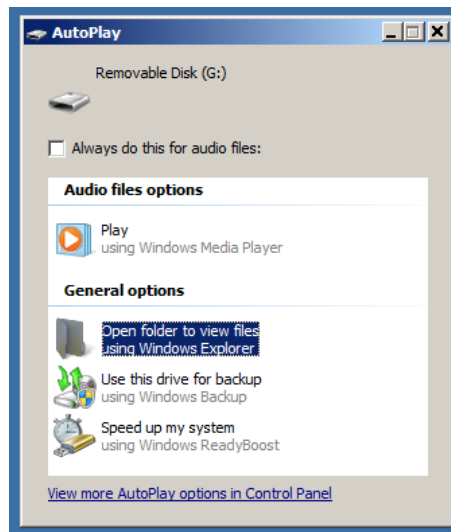 AutoPlay
Removable Disk (G:)
Always do this for audio files:
Audio files options
Play
using Windows Media Player
General options
Open folder to view files
using Windows Explorer
Use this drive for backup
using Windows Backup
Speed up my system
using Windows ReadyBoost
View more AutoPlay options in Control Panel